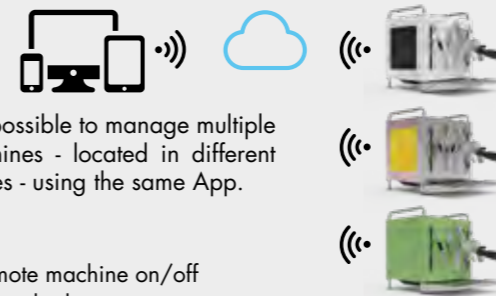 possible to manage multiple
hines - located in different
es - using the same App.
mote machine on/off